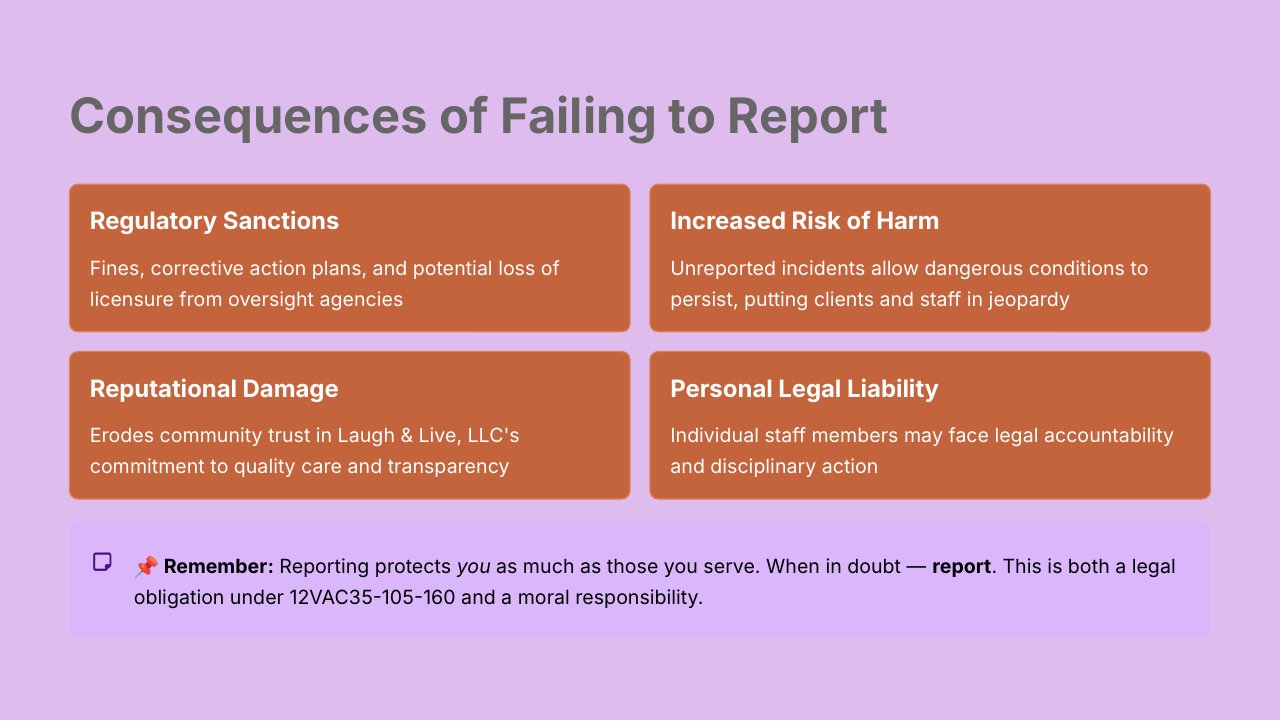 Consequences of Failing to Report
Regulatory Sanctions
Fines, corrective action plans, and potential loss of
licensure from oversight agencies
Increased Risk of Harm
Unreported incidents allow dangerous conditions to
persist, putting clients and staff in jeopardy
Reputational Damage
Erodes community trust in Laugh & Live, LLC's
commitment to quality care and transparency
Personal Legal Liability
Individual staff members may face legal accountability
and disciplinary action
📌 Remember: Reporting protects you as much as those you serve. When in doubt — report. This is both a legal
obligation under 12VAC35-105-160 and a moral responsibility.